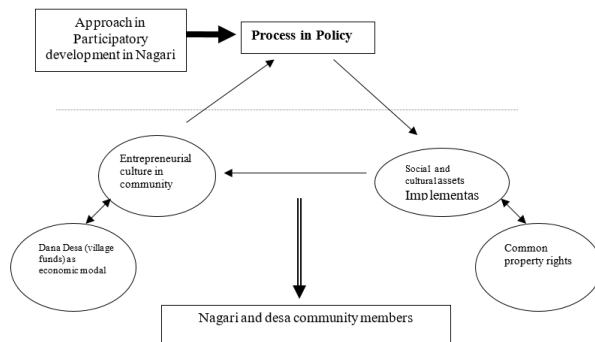 Approach in
Participatory
development in Nagari
Process in Policy
Entrepreneurial
culture in
community
Social and
cultural assets
Implementas
Dana Desa (village
funds) as
economic modal
Common
property rights
Nagari and desa community members